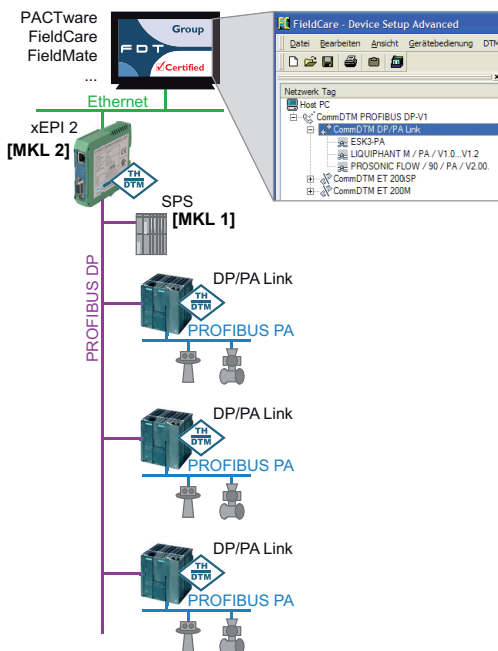 PACTware
FieldCare
FieldMate
...
Group
FDT
Certified
Ethernet
xEPI 2
[MKL 2]
TH
DTM
SPS
[MKL 1]
PROFIBUS DP
DP/PA Link
TH
DTM
PROFIBUS PA
DP/PA Link
TH
DTM
PROFIBUS PA
DP/PA Link
TH
DTM
PROFIBUS PA
FieldCare - Device Setup Advanced
Datei Bearbeiten Ansicht Gerätebedienung DTM
Netzwerk Tag
Host PC
CommDTM PROFIBUS DP-V1
CommDTM DP/PA Link
ESK3-PA
LIQUIPHANT M / PA / V1.0...V1.2
PROSONIC FLOW / 90 / PA / V2.00.
CommDTM ET 200iSP
CommDTM ET 200M